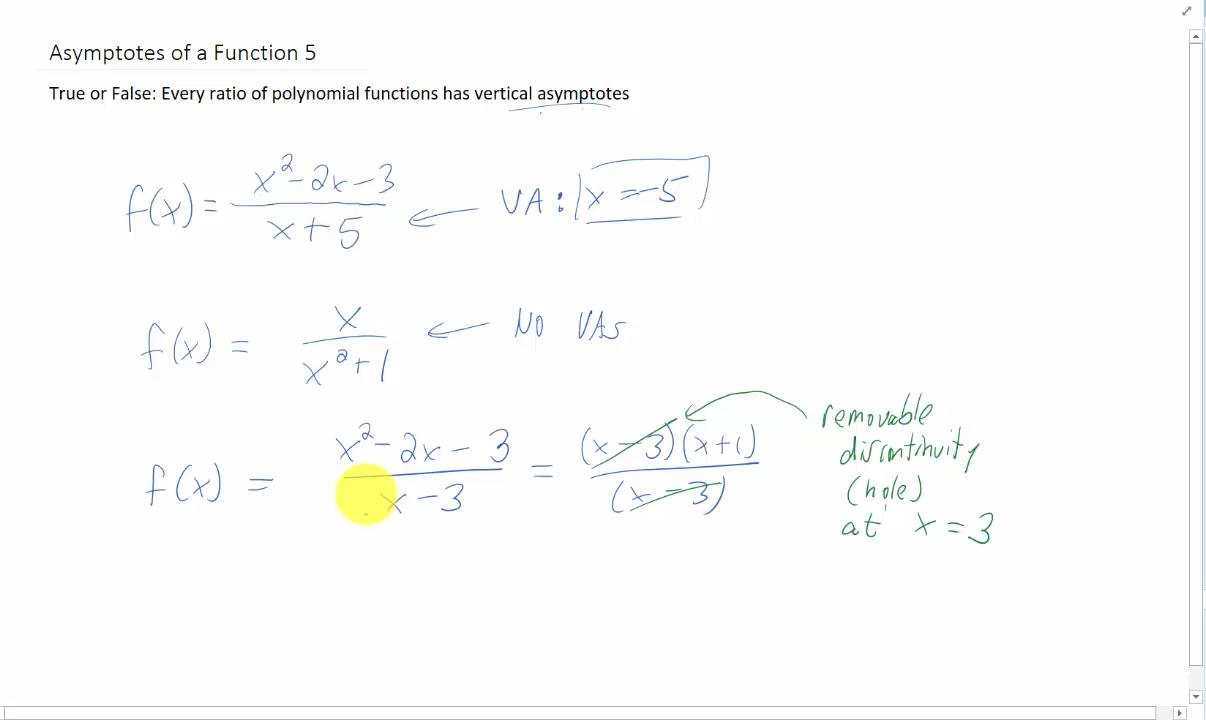 Asymptotes of a Function 5
True or False: Every ratio of polynomial functions has vertical asymptotes
f(x) = (x² - 2x - 3)/(x + 5) ← VA: x = -5
f(x) = x/(x² + 1) ← NO VAs
f(x) = (x² - 2x - 3)/(x - 3) = (x - 3)(x + 1)/(x - 3)
removable
discontinuity
(hole)
at x = 3